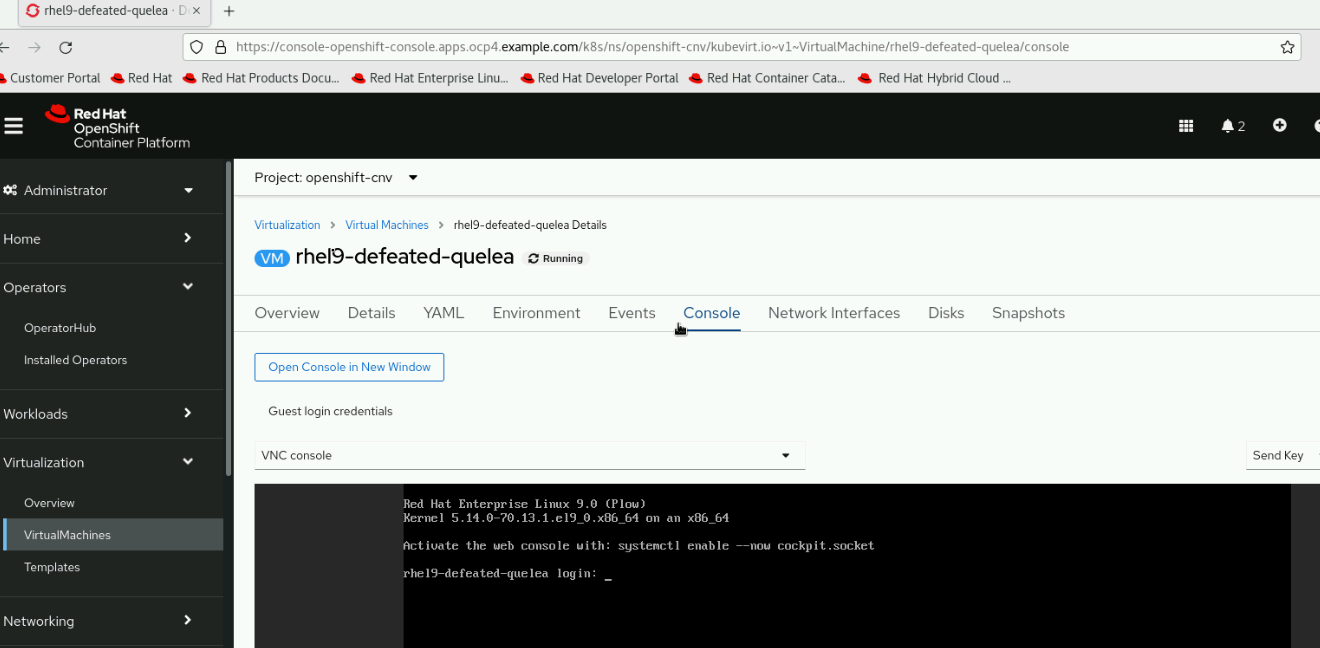 rhel9-defeated-quelea · D
https://console-openshift-console.apps.ocp4.example.com/k8s/ns/openshift-cnv/kubevirt.io~v1~VirtualMachine/rhel9-defeated-quelea/console
Customer Portal Red Hat Red Hat Products Docu... Red Hat Enterprise Linu... Red Hat Developer Portal Red Hat Container Cata... Red Hat Hybrid Cloud ...
Red Hat
OpenShift
Container Platform
2
Administrator
Home
Operators
OperatorHub
Installed Operators
Workloads
Virtualization
Overview
VirtualMachines
Templates
Networking
Project: openshift-cnv
Virtualization > Virtual Machines > rhel9-defeated-quelea Details
VM rhel9-defeated-quelea Running
Overview Details YAML Environment Events Console Network Interfaces Disks Snapshots
Open Console in New Window
Guest login credentials
VNC console
Send Key
Red Hat Enterprise Linux 9.0 (Plow)
Kernel 5.14.0-70.13.1.el9_0.x86_64 on an x86_64
Activate the web console with: systemctl enable --now cockpit.socket
rhel9-defeated-quelea login: _